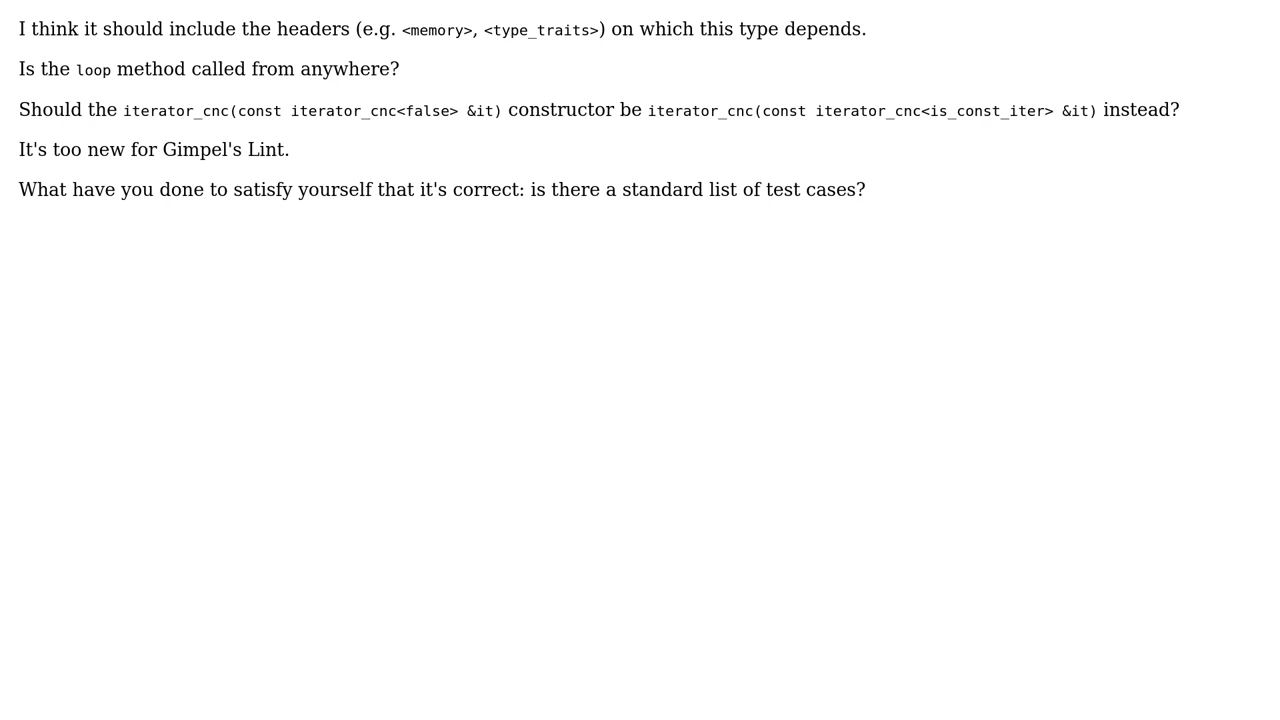 I think it should include the headers (e.g. <memory>, <type_traits>) on which this type depends.
Is the loop method called from anywhere?
Should the iterator_cnc(const iterator_cnc<false> &it) constructor be iterator_cnc(const iterator_cnc<is_const_iter> &it) instead?
It's too new for Gimpel's Lint.
What have you done to satisfy yourself that it's correct: is there a standard list of test cases?